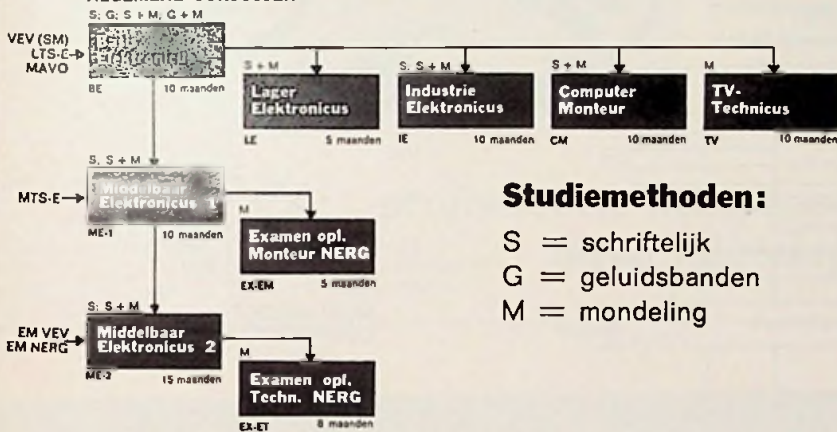 S; G; S + M; G + M
VEV (SM)
LTS-E
MAVO
Elektronicus
BE 10 maanden
S + M
Lager
Elektronicus
LE 5 maanden
S; S + M
Industrie
Elektronicus
IE 10 maanden
S + M
Computer
Monteur
CM 10 maanden
M
TV-
Technicus
TV 10 maanden
S, S + M
MTS-E
Middelbaar
Elektronicus 1
ME-1 10 maanden
M
Examen opl.
Monteur NERG
EX-EM 5 maanden
S; S + M
EM VEV
EM NERG
Middelbaar
Elektronicus 2
ME-2 15 maanden
M
Examen opl.
Techn. NERG
EX-ET 8 maanden
Studiemethoden:
S = schriftelijk
G = geluidsbanden
M = mondeling